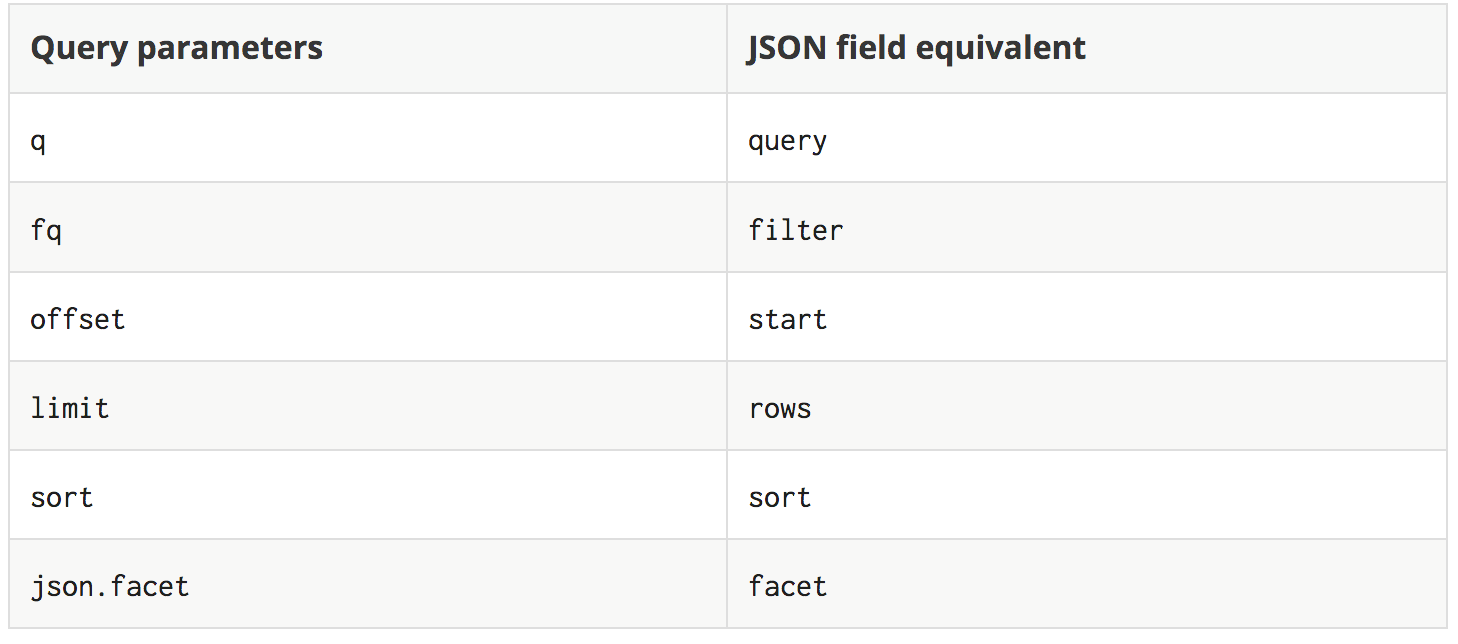 Query parameters JSON field equivalent
q query
fq filter
offset start
limit rows
sort sort
json.facet facet